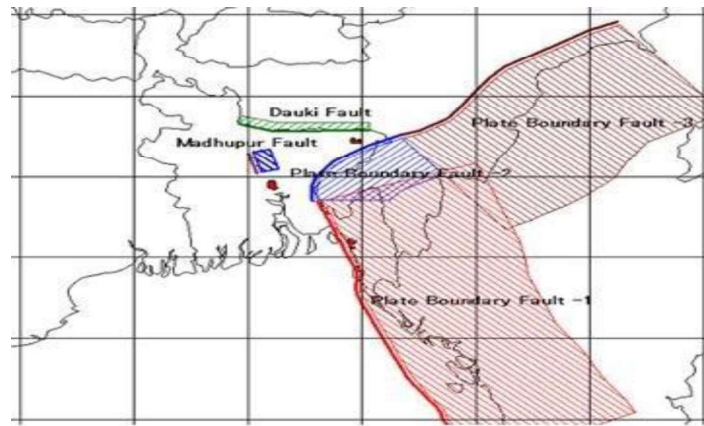 Dauki Fault
Madhupur Fault
Plate Boundary Fault -3
Plate Boundary Fault -2
Plate Boundary Fault -1